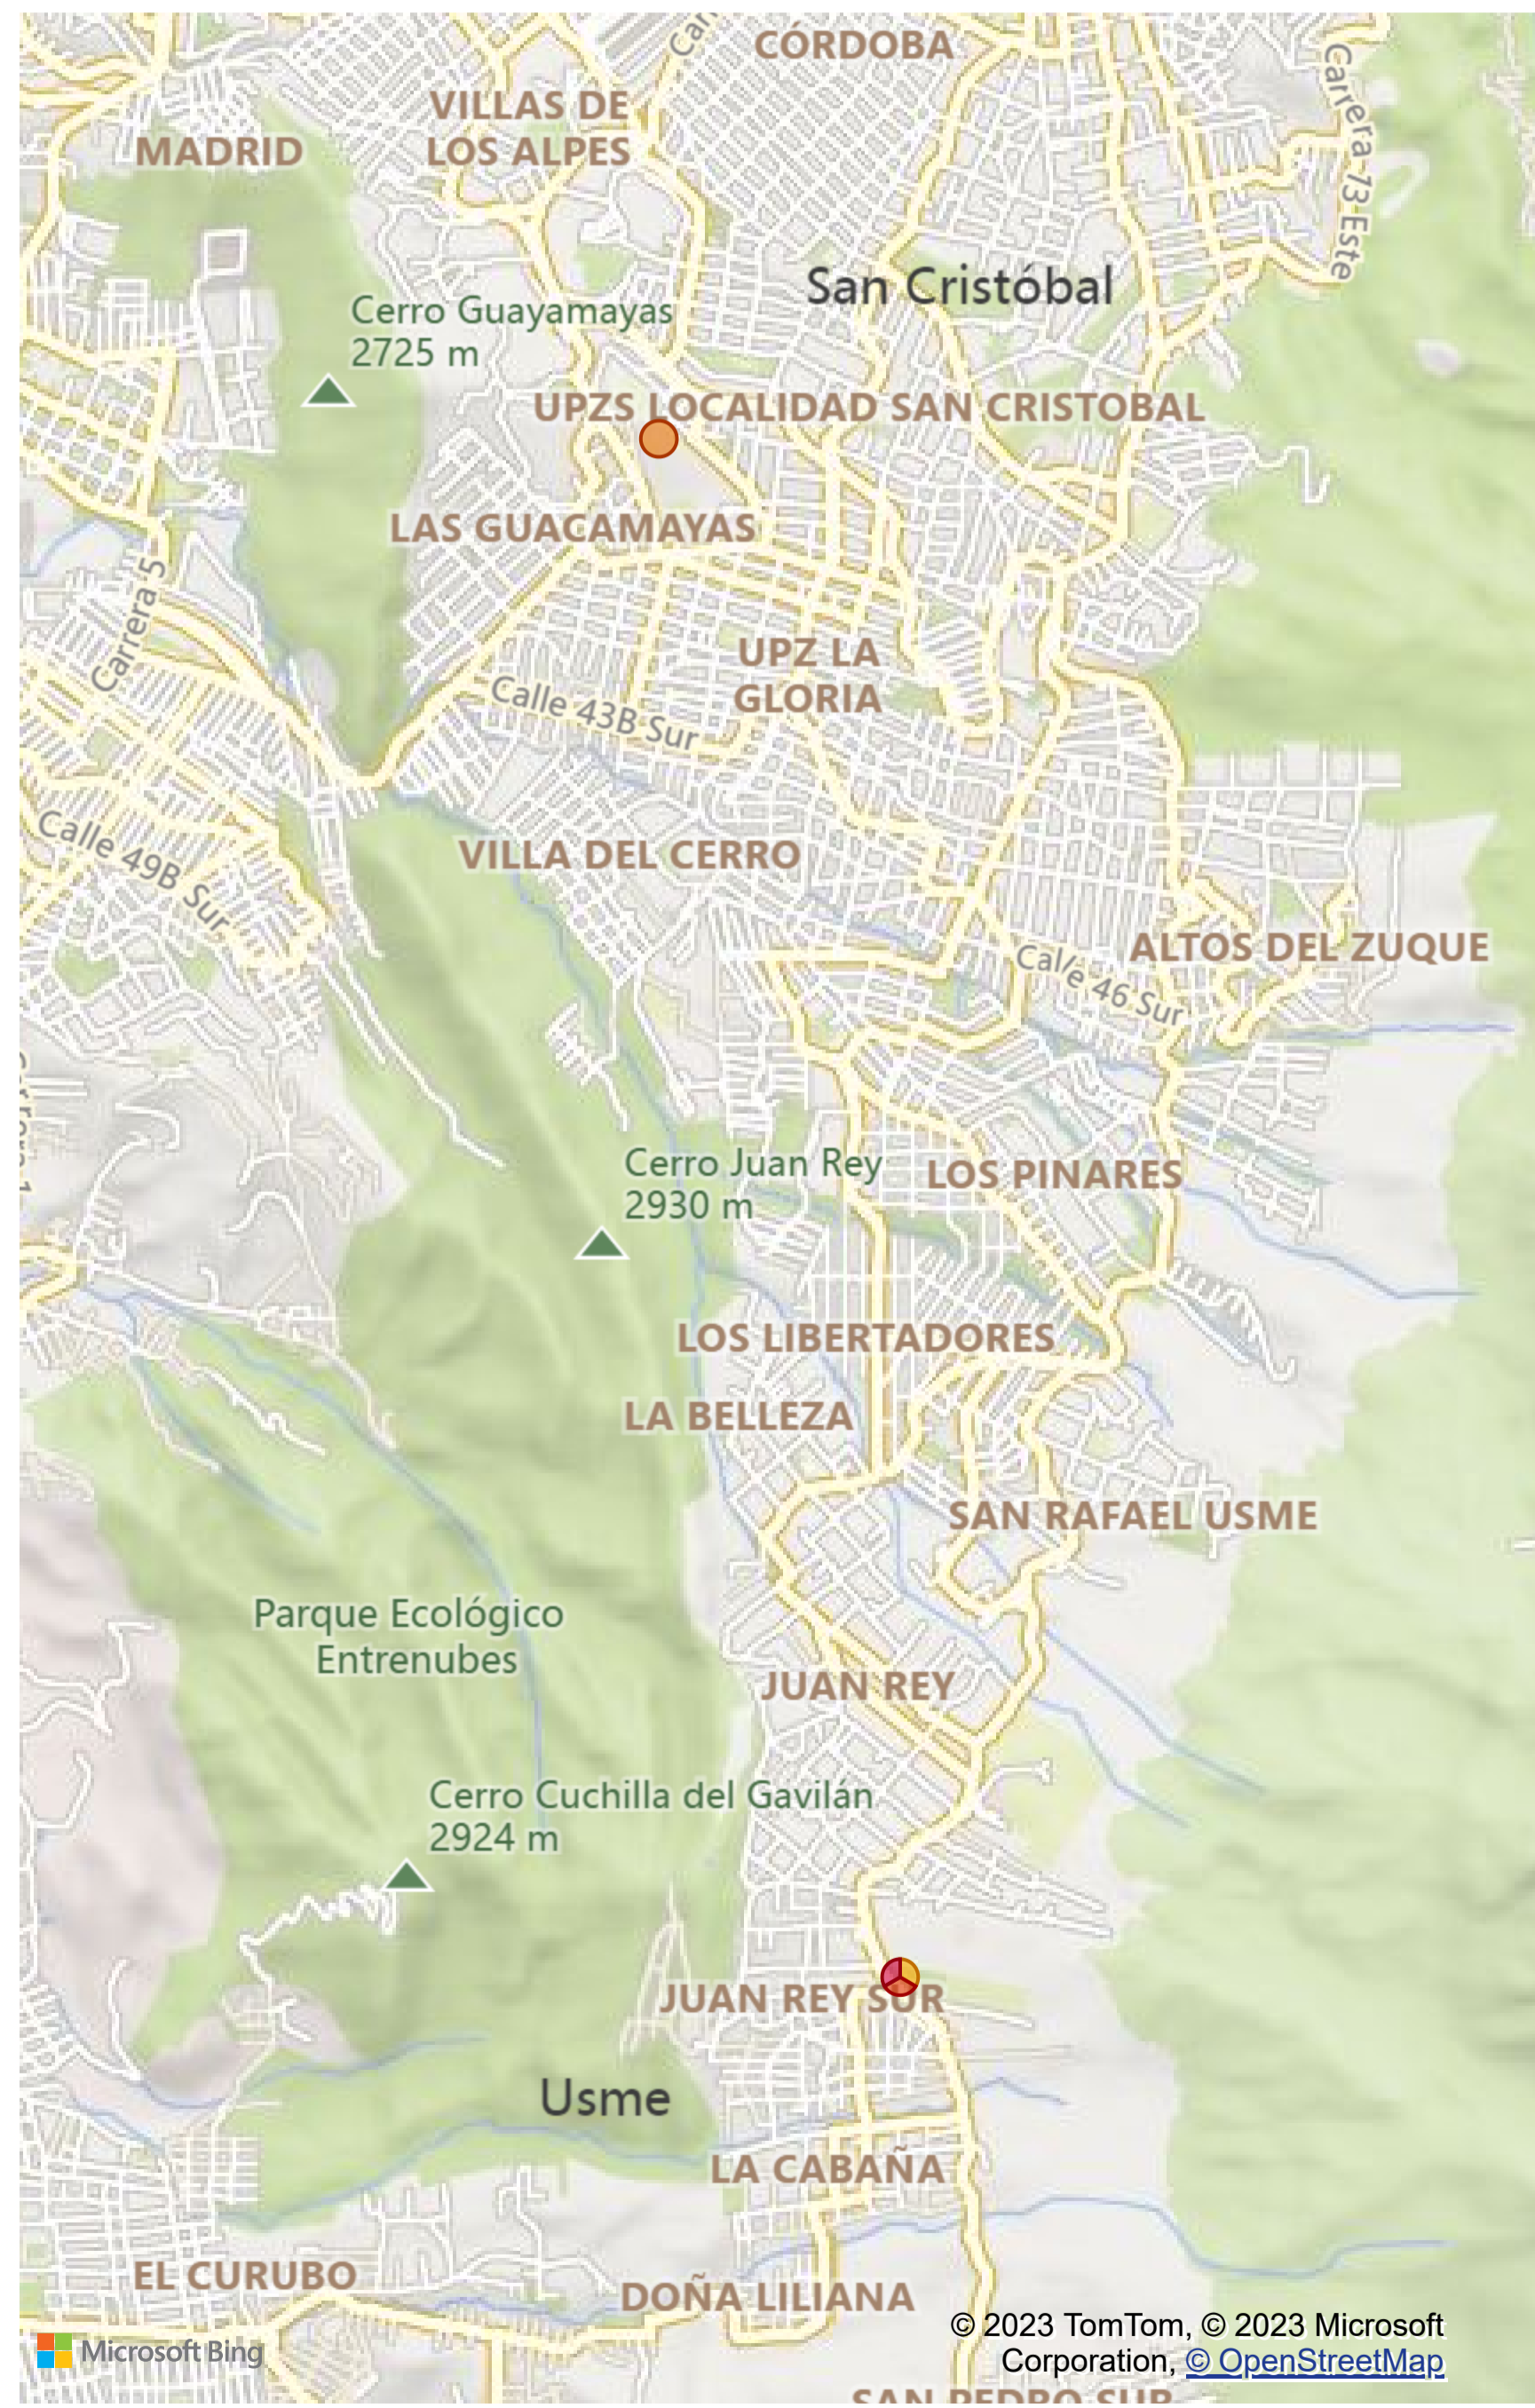 CÓRDOBA
VILLAS DE
LOS ALPES
MADRID
Carrera 73 Este
San Cristóbal
Cerro Guayamayas
2725 m
UPZS LOCALIDAD SAN CRISTOBAL
LAS GUACAMAYAS
Carrera 5
UPZ LA
GLORIA
Calle 43B Sur
Calle 49B Sur
VILLA DEL CERRO
ALTOS DEL ZUQUE
Calle 46 Sur
Cerro Juan Rey
2930 m
LOS PINARES
LOS LIBERTADORES
LA BELLEZA
SAN RAFAEL USME
Parque Ecológico
Entrenubes
JUAN REY
Cerro Cuchilla del Gavilán
2924 m
JUAN REY SUR
Usme
LA CABAÑA
EL CURUBO
DOÑA LILIANA
© 2023 TomTom, © 2023 Microsoft
Corporation, © OpenStreetMap
Microsoft Bing
SAN PEDRO SUR